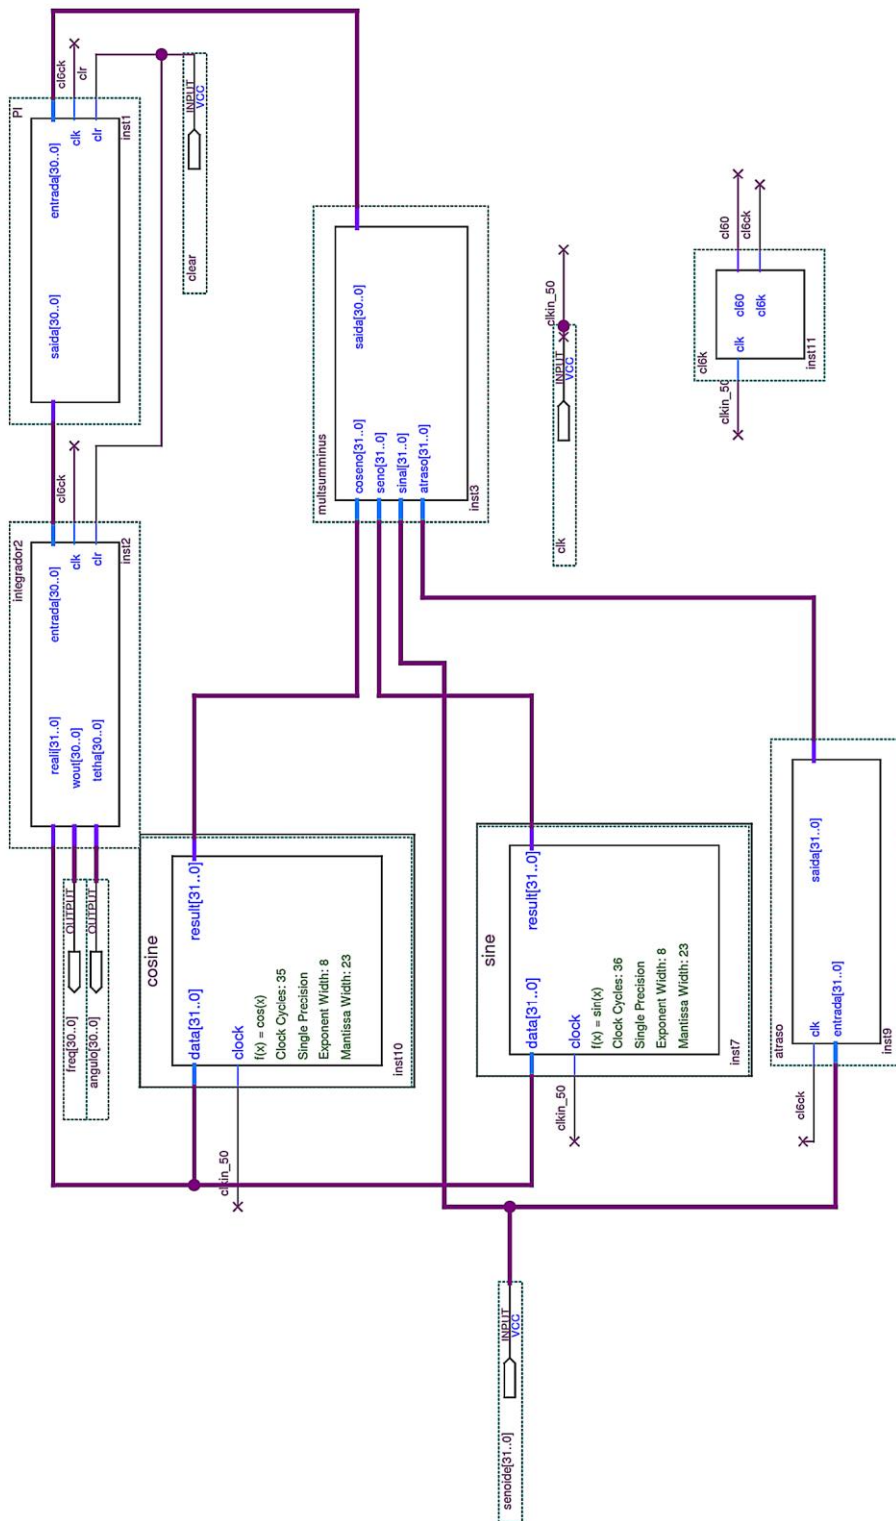 PI
entrada[30..0]
saida[30..0]
clk
clr
inst1
cl6ck
clr
integrador2
entrada[30..0]
reali[31..0]
clk
wout[30..0]
clr
tetha[30..0]
inst2
cl6ck
OUTPUT
freq[30..0]
OUTPUT
angulo[30..0]
INPUT
VCC
clear
cosine
data[31..0]
result[31..0]
clock
f(x) = cos(x)
Clock Cycles: 35
Single Precision
Exponent Width: 8
Mantissa Width: 23
inst10
clkin_50
multsumminus
coseno[31..0]
saida[30..0]
seno[31..0]
sinal[31..0]
atraso[31..0]
inst3
sine
data[31..0]
result[31..0]
clock
f(x) = sin(x)
Clock Cycles: 36
Single Precision
Exponent Width: 8
Mantissa Width: 23
inst7
clkin_50
senoide[31..0]
INPUT
VCC
clk
INPUT
VCC
clkin_50
cl6k
clk
cl60
cl6k
inst11
clkin_50
cl60
cl6ck
atraso
clk
saida[31..0]
entrada[31..0]
inst9
cl6ck